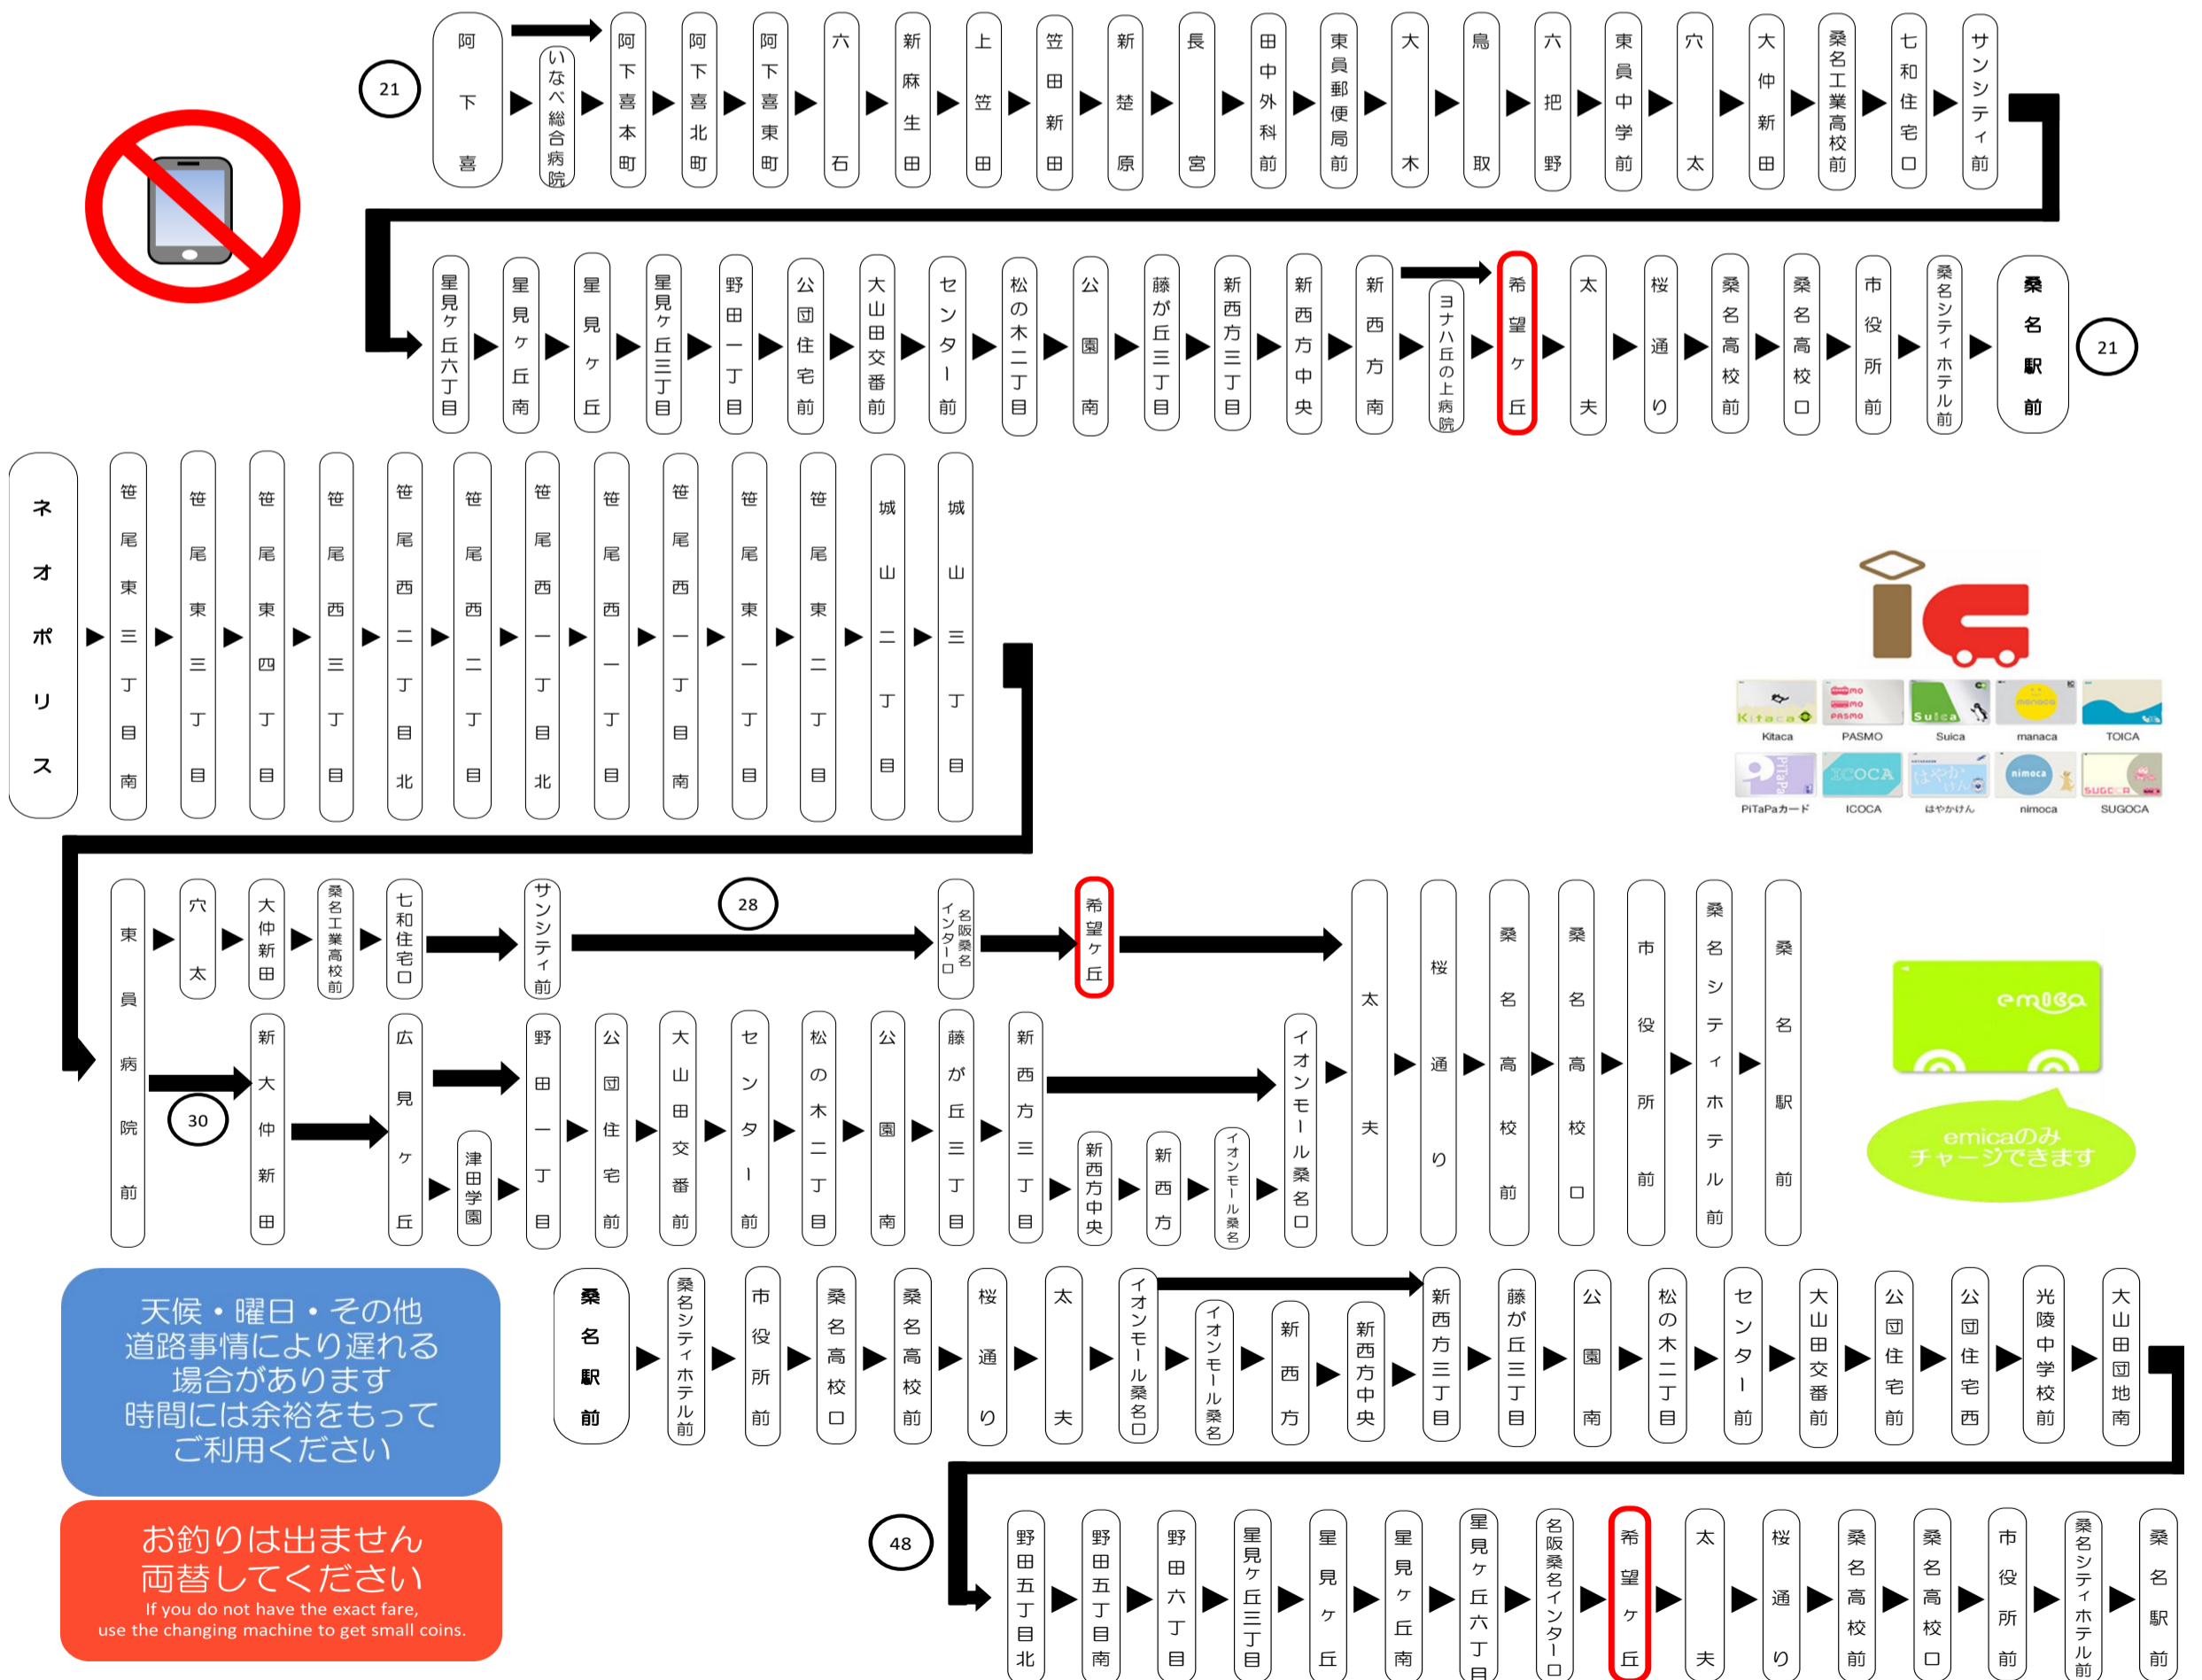 21
阿下喜
いなべ総合病院
阿下喜本町
阿下喜北町
阿下喜東町
六石
新麻生田
上笠田
笠田新田
新楚原
長宮
田中外科前
東員郵便局前
大木
鳥取
六把野
東員中学前
穴太
大仲新田
桑名工業高校前
七和住宅口
サンシティ前
星見ヶ丘六丁目
星見ヶ丘南
星見ヶ丘
星見ヶ丘三丁目
野田一丁目
公団住宅前
大山田交番前
センター前
松の木二丁目
公園南
藤が丘三丁目
新西方三丁目
新西方中央
新西方南
ヨナハ丘の上病院
希望ヶ丘
太夫
桜通り
桑名高校前
桑名高校口
市役所前
桑名シティホテル前
桑名駅前
21
ネオポリス
笹尾東三丁目南
笹尾東三丁目
笹尾東四丁目
笹尾西三丁目
笹尾西二丁目北
笹尾西二丁目
笹尾西一丁目北
笹尾西一丁目
笹尾西一丁目南
笹尾東一丁目
笹尾東二丁目
城山二丁目
城山三丁目
Kitaca
PASMO
Suica
manaca
TOICA
PiTaPaカード
ICOCA
はやかけん
nimoca
SUGOCA
東員病院前
穴太
大仲新田
桑名工業高校前
七和住宅口
サンシティ前
28
名阪桑名
インター口
希望ヶ丘
30
新大仲新田
広見ヶ丘
津田学園
野田一丁目
公団住宅前
大山田交番前
センター前
松の木二丁目
公園南
藤が丘三丁目
新西方三丁目
新西方中央
新西方
イオンモール桑名
イオンモール桑名口
太夫
桜通り
桑名高校前
桑名高校口
市役所前
桑名シティホテル前
桑名駅前
emica
emicaのみ
チャージできます
天候・曜日・その他
道路事情により遅れる
場合があります
時間には余裕をもって
ご利用ください
お釣りは出ません
両替してください
If you do not have the exact fare,
use the changing machine to get small coins.
桑名駅前
桑名シティホテル前
市役所前
桑名高校口
桑名高校前
桜通り
太夫
イオンモール桑名口
イオンモール桑名
新西方
新西方中央
新西方三丁目
藤が丘三丁目
公園南
松の木二丁目
センター前
大山田交番前
公団住宅前
公団住宅西
光陵中学校前
大山田団地南
48
野田五丁目北
野田五丁目南
野田六丁目
星見ヶ丘三丁目
星見ヶ丘
星見ヶ丘南
星見ヶ丘六丁目
名阪桑名インター口
希望ヶ丘
太夫
桜通り
桑名高校前
桑名高校口
市役所前
桑名シティホテル前
桑名駅前